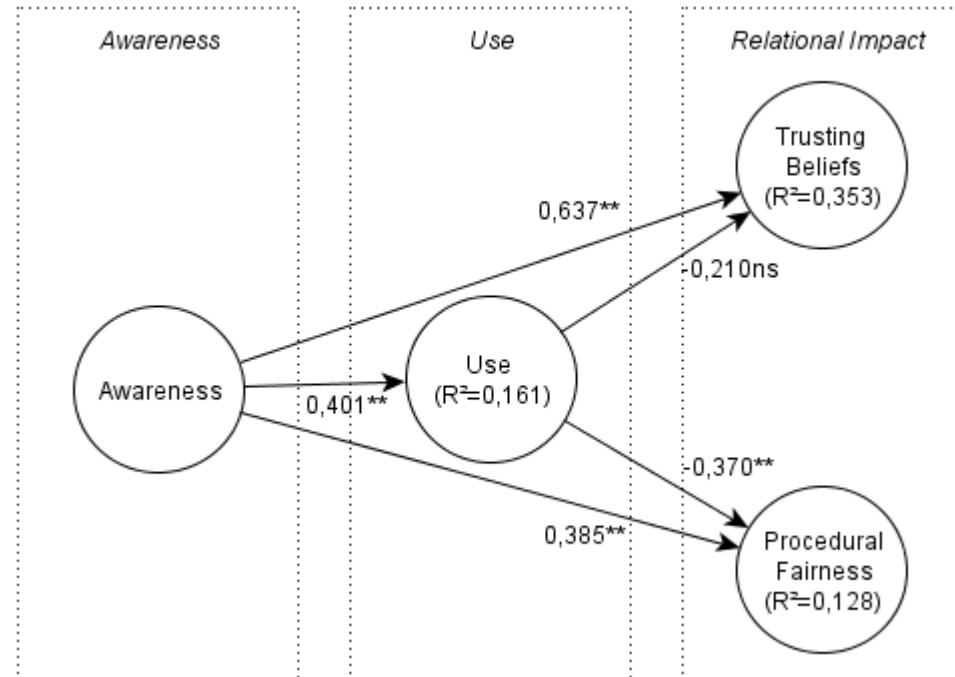 Awareness
Use
Relational Impact
Trusting
Beliefs
(R²=0,353)
0,637**
-0,210ns
Use
(R²=0,161)
Awareness
0,401**
-0,370**
0,385**
Procedural
Fairness
(R²=0,128)